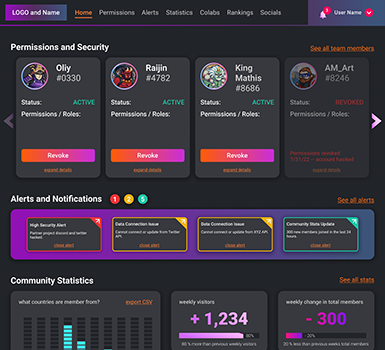 LOGO and Name
Home Permissions Alerts Statistics Colabs Rankings Socials
User Name
Permissions and Security
See all team members
Oliy
#0330
Status: ACTIVE
Permissions / Roles:
Revoke
expand details
Raijin
#4782
Status: ACTIVE
Permissions / Roles:
Revoke
expand details
King
Mathis
#8686
Status: ACTIVE
Permissions / Roles:
Revoke
expand details
AM_Art
#8246
Status: REVOKED
Permissions / Roles:
Permissions revoked
account hacked
expand details
Alerts and Notifications 1 2 5
See all alerts
High Security Alert
Partner project discord and twitter
hacked.
close alert
Data Connection Issue
Cannot connect or update from Twitter
API.
close alert
Data Connection Issue
Cannot connect or update from XYZ API.
close alert
Community Stats Update
300 new members joined in the last 24
hours.
close alert
Community Statistics
See all stats
what countries are member from? export CSV
weekly visitors
+ 1,234
90%
90 % more than previous weekly visitors
weekly change in total members
- 300
-20%
20% less than previous weeks total members